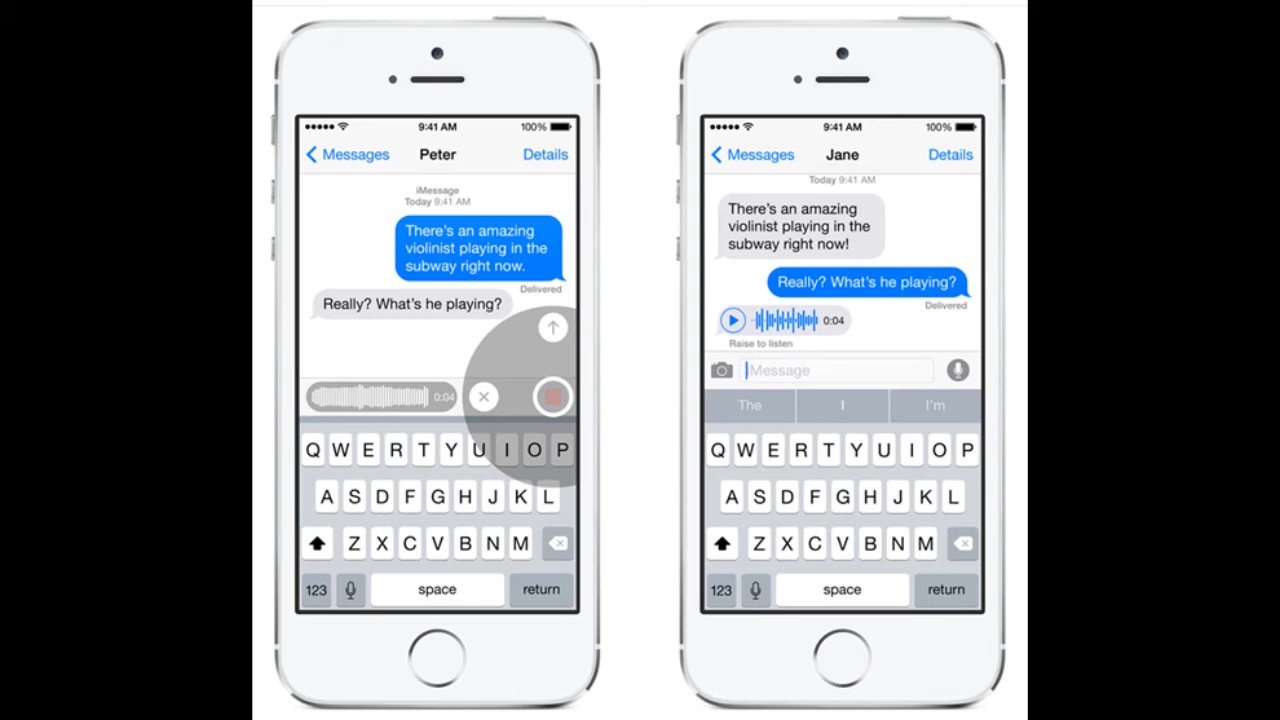 9:41 AM 100%
Messages Peter Details
iMessage
Today 9:41 AM
There's an amazing
violinist playing in the
subway right now.
Delivered
Really? What's he playing?
0:04
Q W E R T Y U I O P
A S D F G H J K L
Z X C V B N M
123 space return
9:41 AM 100%
Messages Jane Details
Today 9:41 AM
There's an amazing
violinist playing in the
subway right now!
Really? What's he playing?
Delivered
0:04
Raise to listen
Message
The I I'm
Q W E R T Y U I O P
A S D F G H J K L
Z X C V B N M
123 space return